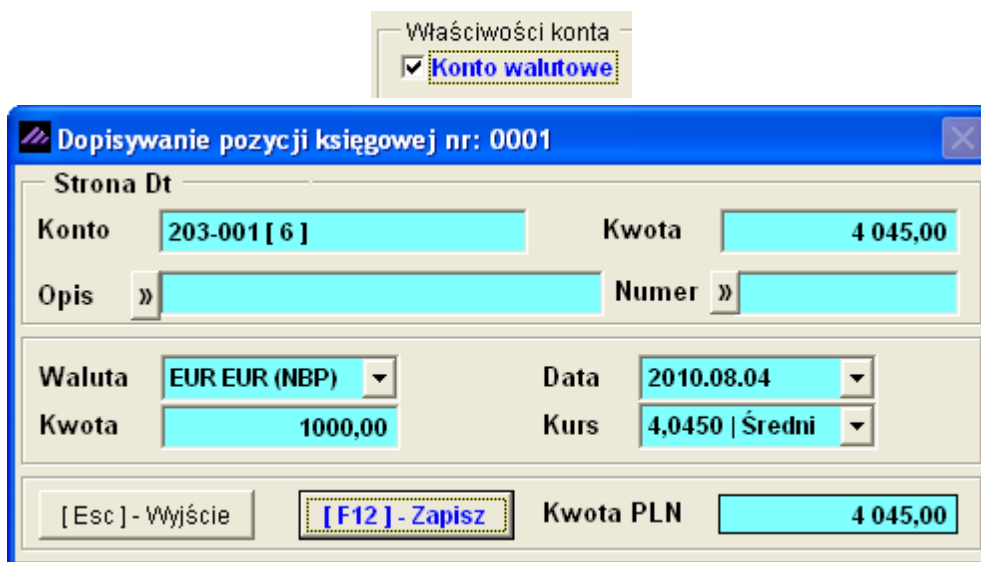 Właściwości konta
Konto walutowe
Dopisywanie pozycji księgowej nr: 0001
Strona Dt
Konto 203-001 [ 6 ] Kwota 4 045,00
Opis » Numer »
Waluta EUR EUR (NBP) Data 2010.08.04
Kwota 1000,00 Kurs 4,0450 | Średni
[ Esc ] - Wyjście [ F12 ] - Zapisz Kwota PLN 4 045,00